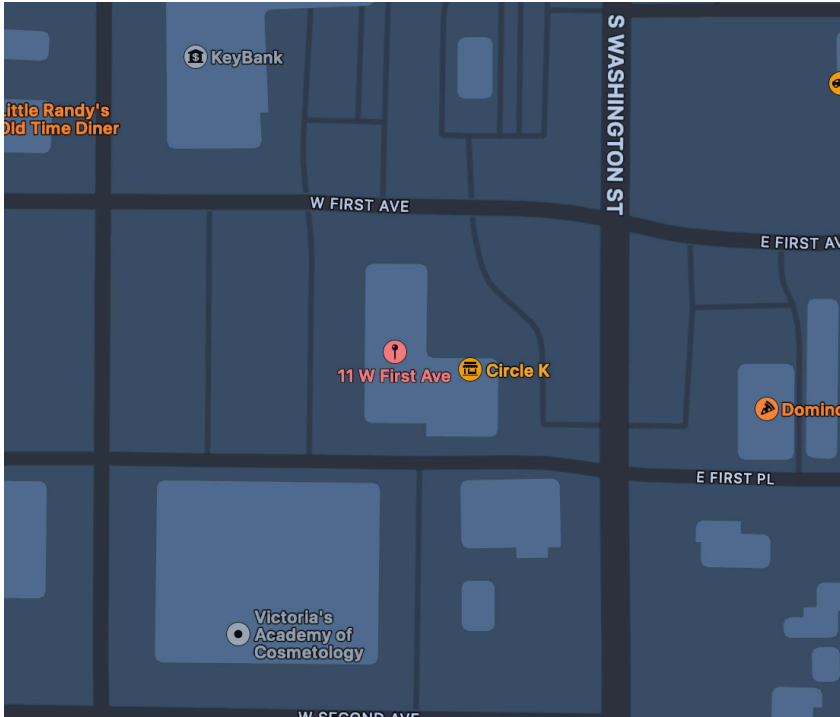 S WASHINGTON ST
KeyBank
Little Randy's
Old Time Diner
W FIRST AVE
E FIRST AV
11 W First Ave
Circle K
Domino
E FIRST PL
Victoria's
Academy of
Cosmetology
W SECOND AVE